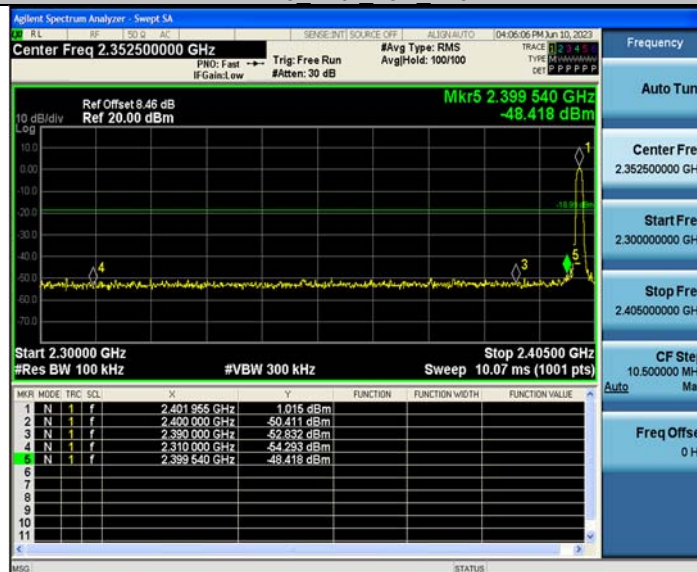 Agilent Spectrum Analyzer - Swept SA
RL RF 50 Ω AC SENSE:INT SOURCE OFF ALIGN AUTO 04:06:06 PM Jun 10, 2023
Center Freq 2.352500000 GHz
PNO: Fast
IFGain:Low
Trig: Free Run
#Atten: 30 dB
#Avg Type: RMS
Avg|Hold: 100/100
TRACE 1 2 3 4 5 6
TYPE M W W W W W
DET P P P P P P
Ref Offset 8.46 dB
10 dB/div Ref 20.00 dBm
Log
Mkr5 2.399 540 GHz
-48.418 dBm
10.0
0.00
-10.0
-20.0
-30.0
-40.0
-50.0
-60.0
-70.0
1
3
4
5
Start 2.30000 GHz Stop 2.40500 GHz
#Res BW 100 kHz #VBW 300 kHz Sweep 10.07 ms (1001 pts)
MKR MODE TRC SCL X Y FUNCTION FUNCTION WIDTH FUNCTION VALUE
1 N 1 f 2.401 955 GHz 1.015 dBm
2 N 1 f 2.400 000 GHz -50.411 dBm
3 N 1 f 2.390 000 GHz -52.832 dBm
4 N 1 f 2.310 000 GHz -54.293 dBm
5 N 1 f 2.399 540 GHz -48.418 dBm
6
7
8
9
10
11
MSG STATUS
Frequency
Auto Tun
Center Fre
2.352500000 GH
Start Fre
2.300000000 GH
Stop Fre
2.405000000 GH
CF Ste
10.500000 MH
Auto Ma
Freq Offse
0 H